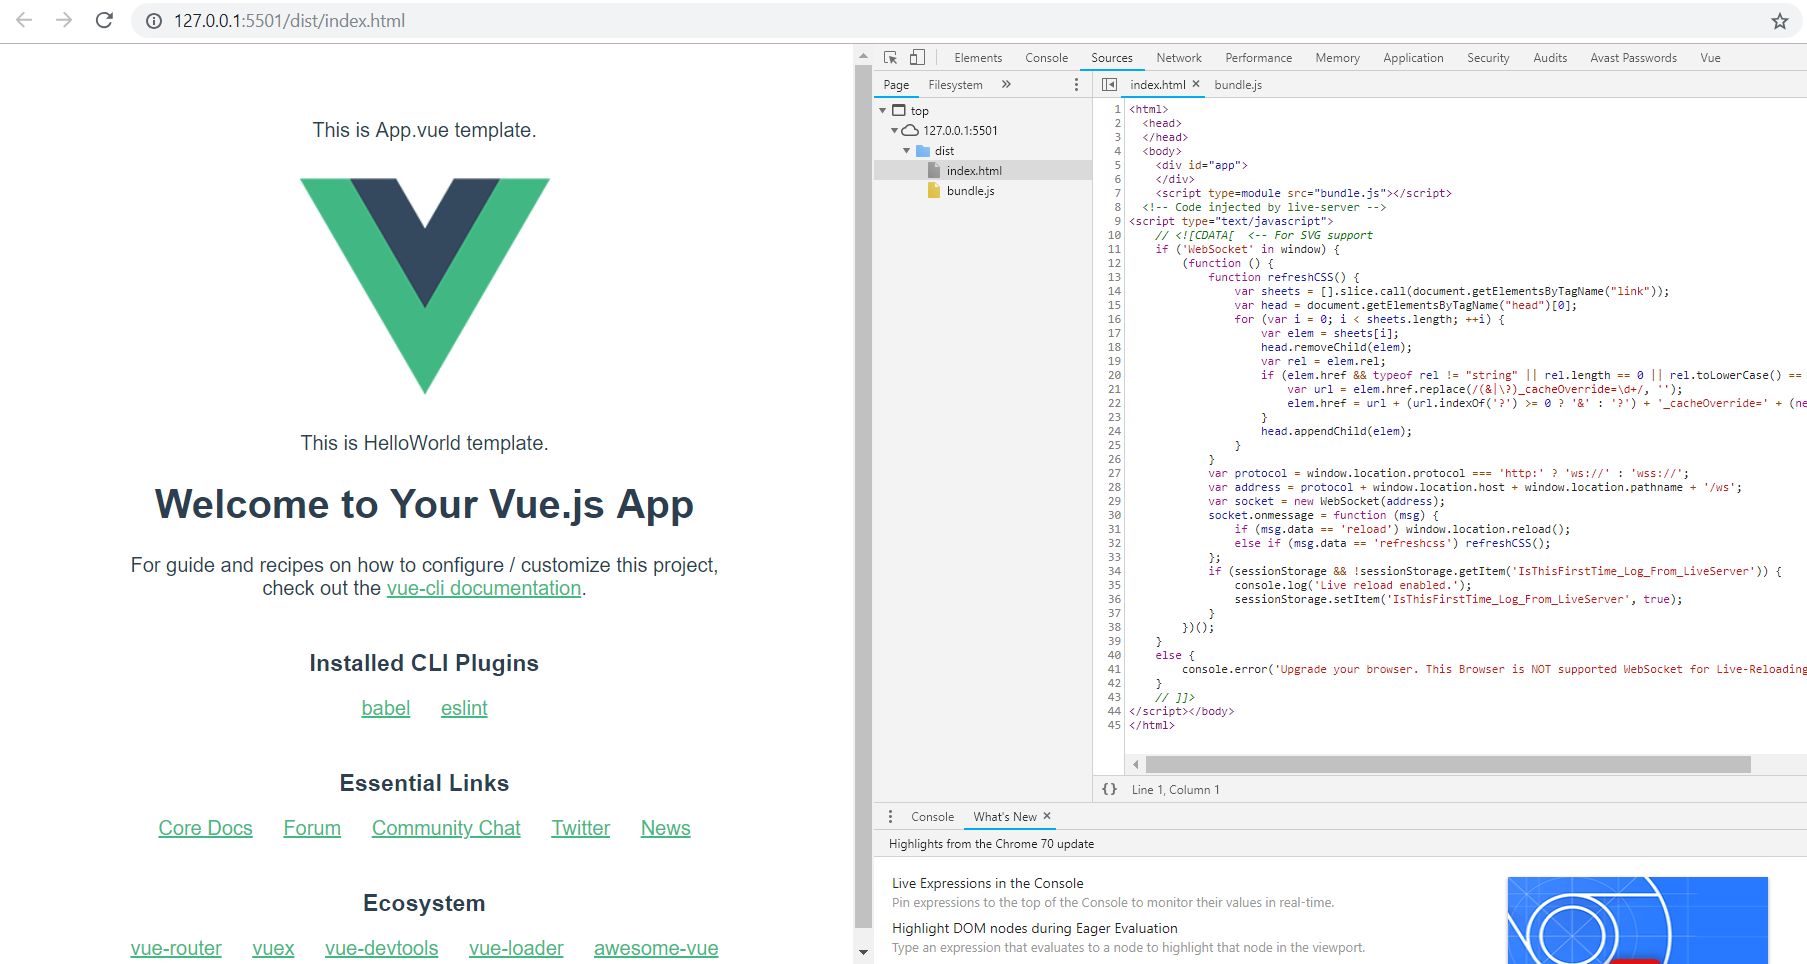 127.0.0.1:5501/dist/index.html
This is App.vue template.
This is HelloWorld template.
Welcome to Your Vue.js App
For guide and recipes on how to configure / customize this project,
check out the vue-cli documentation.
Installed CLI Plugins
babel eslint
Essential Links
Core Docs Forum Community Chat Twitter News
Ecosystem
vue-router vuex vue-devtools vue-loader awesome-vue
Elements Console Sources Network Performance Memory Application Security Audits Avast Passwords Vue
Page Filesystem »
top
127.0.0.1:5501
dist
index.html
bundle.js
index.html × bundle.js
1 <html>
2 <head>
3 </head>
4 <body>
5 <div id="app">
6 </div>
7 <script type=module src="bundle.js"></script>
8 <!-- Code injected by live-server -->
9 <script type="text/javascript">
10 // <![CDATA[ <-- For SVG support
11 if ('WebSocket' in window) {
12 (function () {
13 function refreshCSS() {
14 var sheets = [].slice.call(document.getElementsByTagName("link"));
15 var head = document.getElementsByTagName("head")[0];
16 for (var i = 0; i < sheets.length; ++i) {
17 var elem = sheets[i];
18 head.removeChild(elem);
19 var rel = elem.rel;
20 if (elem.href && typeof rel != "string" || rel.length == 0 || rel.toLowerCase() ==
21 var url = elem.href.replace(/(&|\?)_cacheOverride=\d+/, '');
22 elem.href = url + (url.indexOf('?') >= 0 ? '&' : '?') + '_cacheOverride=' + (ne
23 }
24 head.appendChild(elem);
25 }
26 }
27 var protocol = window.location.protocol === 'http:' ? 'ws://' : 'wss://';
28 var address = protocol + window.location.host + window.location.pathname + '/ws';
29 var socket = new WebSocket(address);
30 socket.onmessage = function (msg) {
31 if (msg.data == 'reload') window.location.reload();
32 else if (msg.data == 'refreshcss') refreshCSS();
33 };
34 if (sessionStorage && !sessionStorage.getItem('IsThisFirstTime_Log_From_LiveServer')) {
35 console.log('Live reload enabled.');
36 sessionStorage.setItem('IsThisFirstTime_Log_From_LiveServer', true);
37 }
38 })();
39 }
40 else {
41 console.error('Upgrade your browser. This Browser is NOT supported WebSocket for Live-Reloading
42 }
43 // ]]>
44 </script></body>
45 </html>
{} Line 1, Column 1
Console What's New ×
Highlights from the Chrome 70 update
Live Expressions in the Console
Pin expressions to the top of the Console to monitor their values in real-time.
Highlight DOM nodes during Eager Evaluation
Type an expression that evaluates to a node to highlight that node in the viewport.